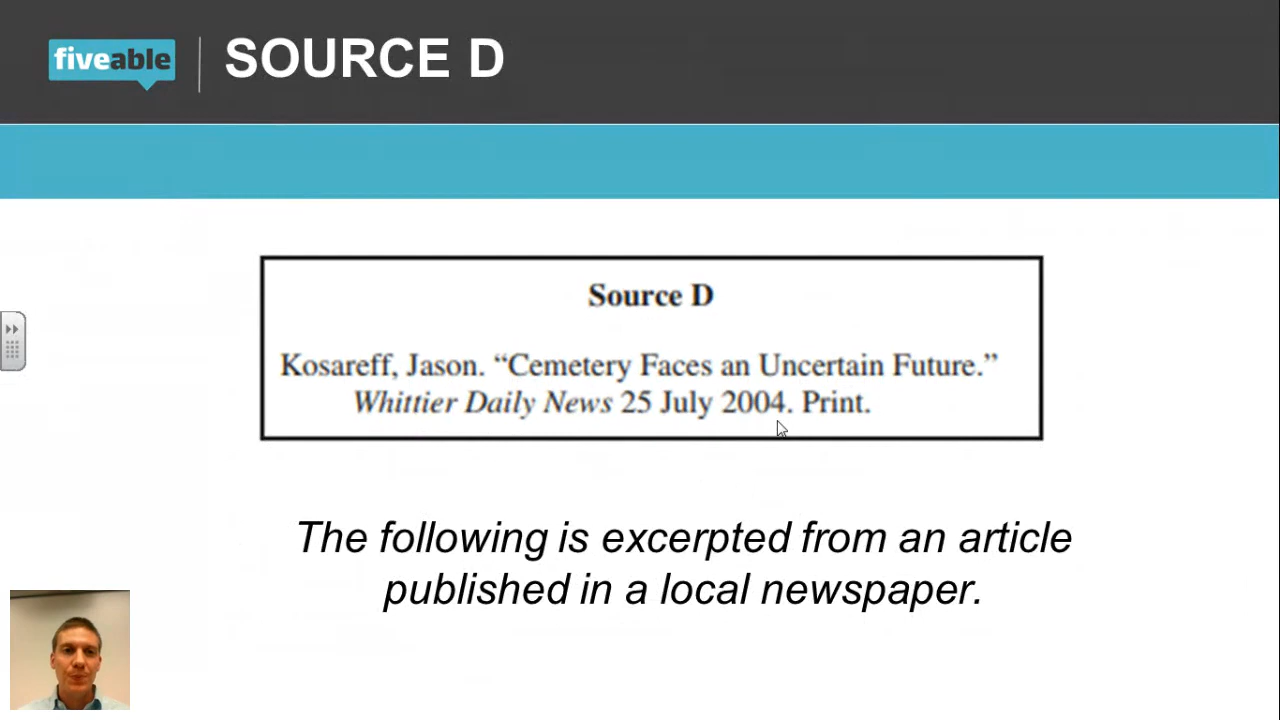 fiveable
SOURCE D
Source D
Kosareff, Jason. “Cemetery Faces an Uncertain Future.”
Whittier Daily News 25 July 2004. Print.
The following is excerpted from an article
published in a local newspaper.